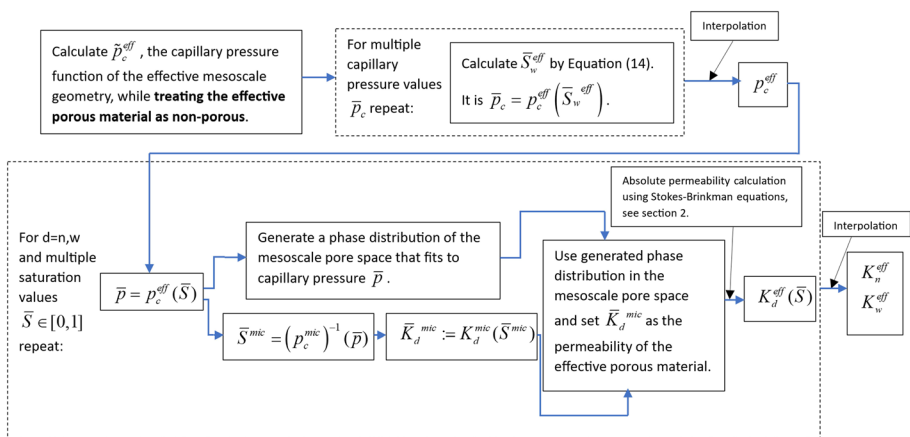 Calculate p̃_c^eff , the capillary pressure
function of the effective mesoscale
geometry, while treating the effective
porous material as non-porous.
For multiple
capillary
pressure values
p̄_c repeat:
Calculate S̄_w^eff by Equation (14).
It is p̄_c = p_c^eff (S̄_w^eff) .
Interpolation
p_c^eff
For d=n,w
and multiple
saturation
values
S̄ ∈ [0,1]
repeat:
p̄ = p_c^eff (S̄)
Generate a phase distribution of the
mesoscale pore space that fits to
capillary pressure p̄ .
S̄^mic = (p_c^mic)^-1 (p̄)
K̄_d^mic := K_d^mic (S̄^mic)
Use generated phase
distribution in the
mesoscale pore space
and set K̄_d^mic as the
permeability of the
effective porous material.
Absolute permeability calculation
using Stokes-Brinkman equations,
see section 2.
K_d^eff (S̄)
Interpolation
K_n^eff
K_w^eff